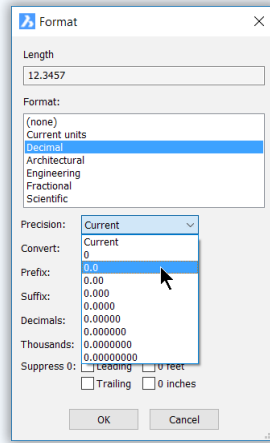 Format
Length
12.3457
Format:
(none)
Current units
Decimal
Architectural
Engineering
Fractional
Scientific
Precision: Current
Current
Convert: 0
0.0
Prefix: 0.00
0.000
Suffix: 0.0000
0.00000
Decimals: 0.000000
Thousands: 0.0000000
0.00000000
Suppress 0: Leading 0 feet
Trailing 0 inches
OK Cancel